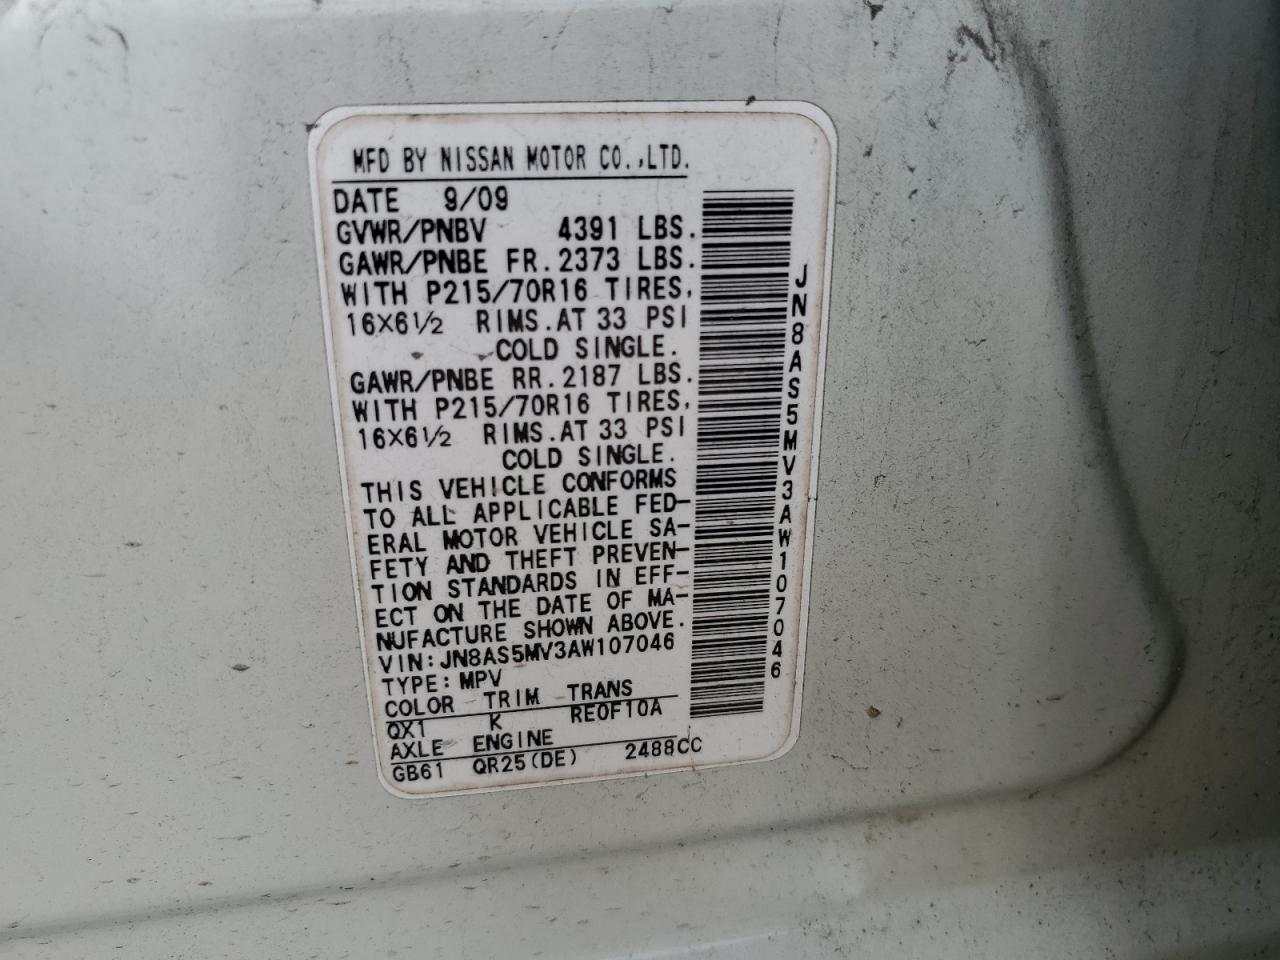 MFD BY NISSAN MOTOR CO.,LTD.
DATE 9/09
GVWR/PNBV 4391 LBS.
GAWR/PNBE FR. 2373 LBS.
WITH P215/70R16 TIRES,
16X6½ RIMS. AT 33 PSI
COLD SINGLE.
GAWR/PNBE RR. 2187 LBS.
WITH P215/70R16 TIRES,
16X6½ RIMS. AT 33 PSI
COLD SINGLE.
THIS VEHICLE CONFORMS
TO ALL APPLICABLE FED-
ERAL MOTOR VEHICLE SA-
FETY AND THEFT PREVEN-
TION STANDARDS IN EFF-
ECT ON THE DATE OF MA-
NUFACTURE SHOWN ABOVE.
VIN: JN8AS5MV3AW107046
TYPE: MPV
COLOR TRIM TRANS
QX1 K RE0F10A
AXLE ENGINE
GB61 QR25(DE) 2488CC
JN8AS5MV3AW107046